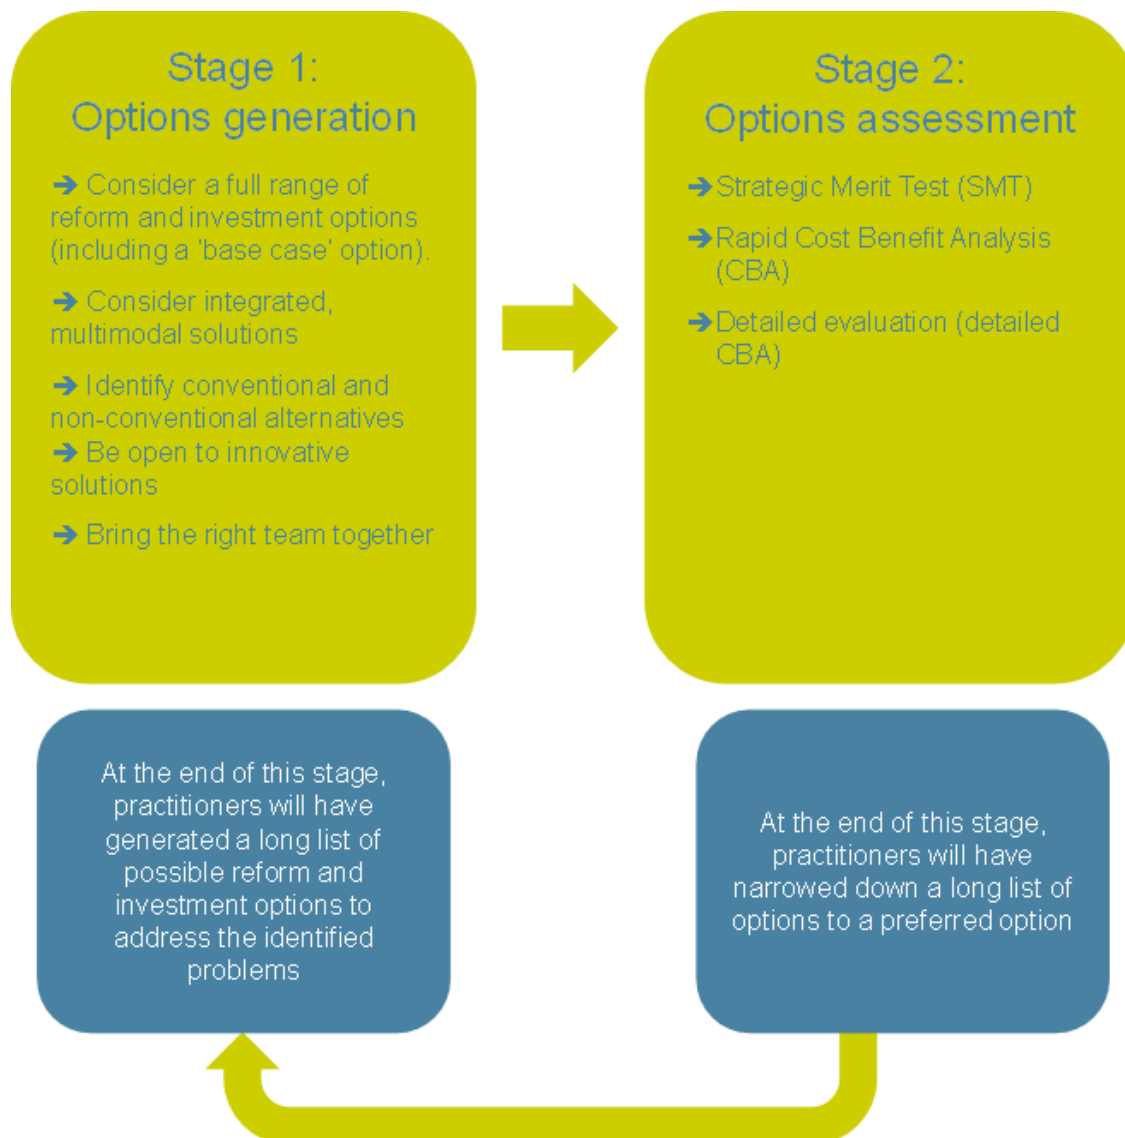 Stage 1:
Options generation
➔ Consider a full range of
reform and investment options
(including a 'base case' option).
➔ Consider integrated,
multimodal solutions
➔ Identify conventional and
non-conventional alternatives
➔ Be open to innovative
solutions
➔ Bring the right team together
Stage 2:
Options assessment
➔ Strategic Merit Test (SMT)
➔ Rapid Cost Benefit Analysis
(CBA)
➔ Detailed evaluation (detailed
CBA)
At the end of this stage,
practitioners will have
generated a long list of
possible reform and
investment options to
address the identified
problems
At the end of this stage,
practitioners will have
narrowed down a long list of
options to a preferred option